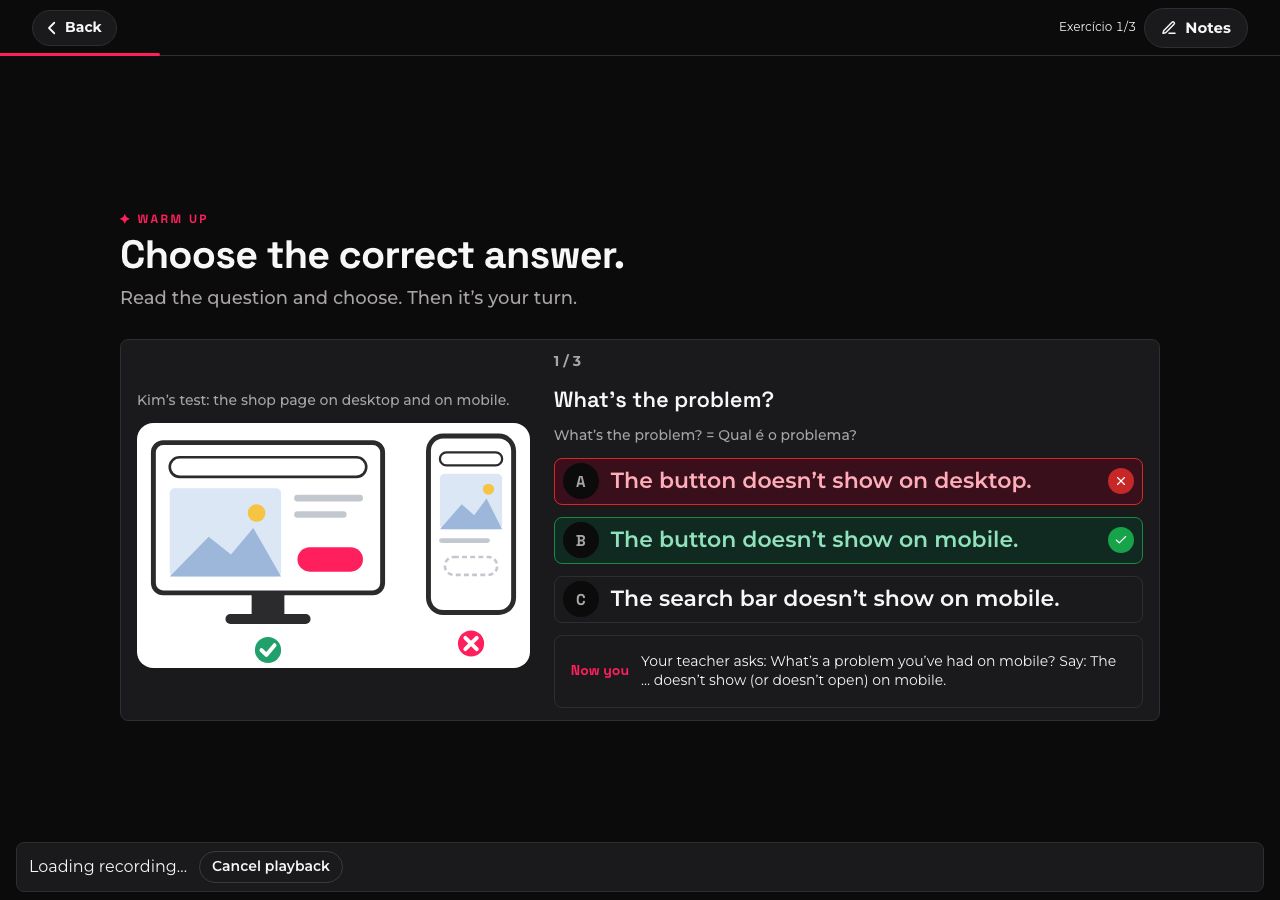 Back
Exercício 1/3
Notes
WARM UP
Choose the correct answer.
Read the question and choose. Then it’s your turn.
1 / 3
Kim’s test: the shop page on desktop and on mobile.
What’s the problem?
What’s the problem? = Qual é o problema?
A The button doesn’t show on desktop.
B The button doesn’t show on mobile.
C The search bar doesn’t show on mobile.
Now you
Your teacher asks: What’s a problem you’ve had on mobile? Say: The
... doesn’t show (or doesn’t open) on mobile.
Loading recording...
Cancel playback